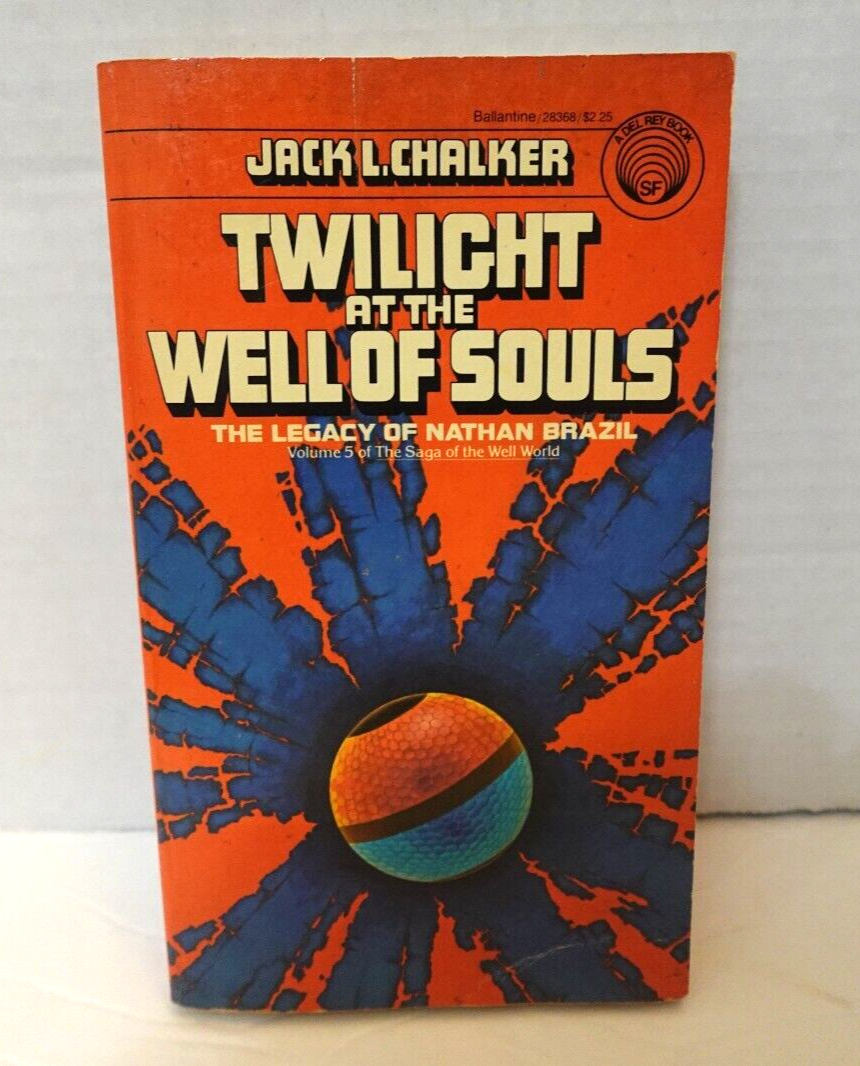 Ballantine/28368/$2.25
A DEL REY BOOK
SF
JACK L. CHALKER
TWILIGHT
AT THE
WELL OF SOULS
THE LEGACY OF NATHAN BRAZIL
Volume 5 of The Saga of the Well World